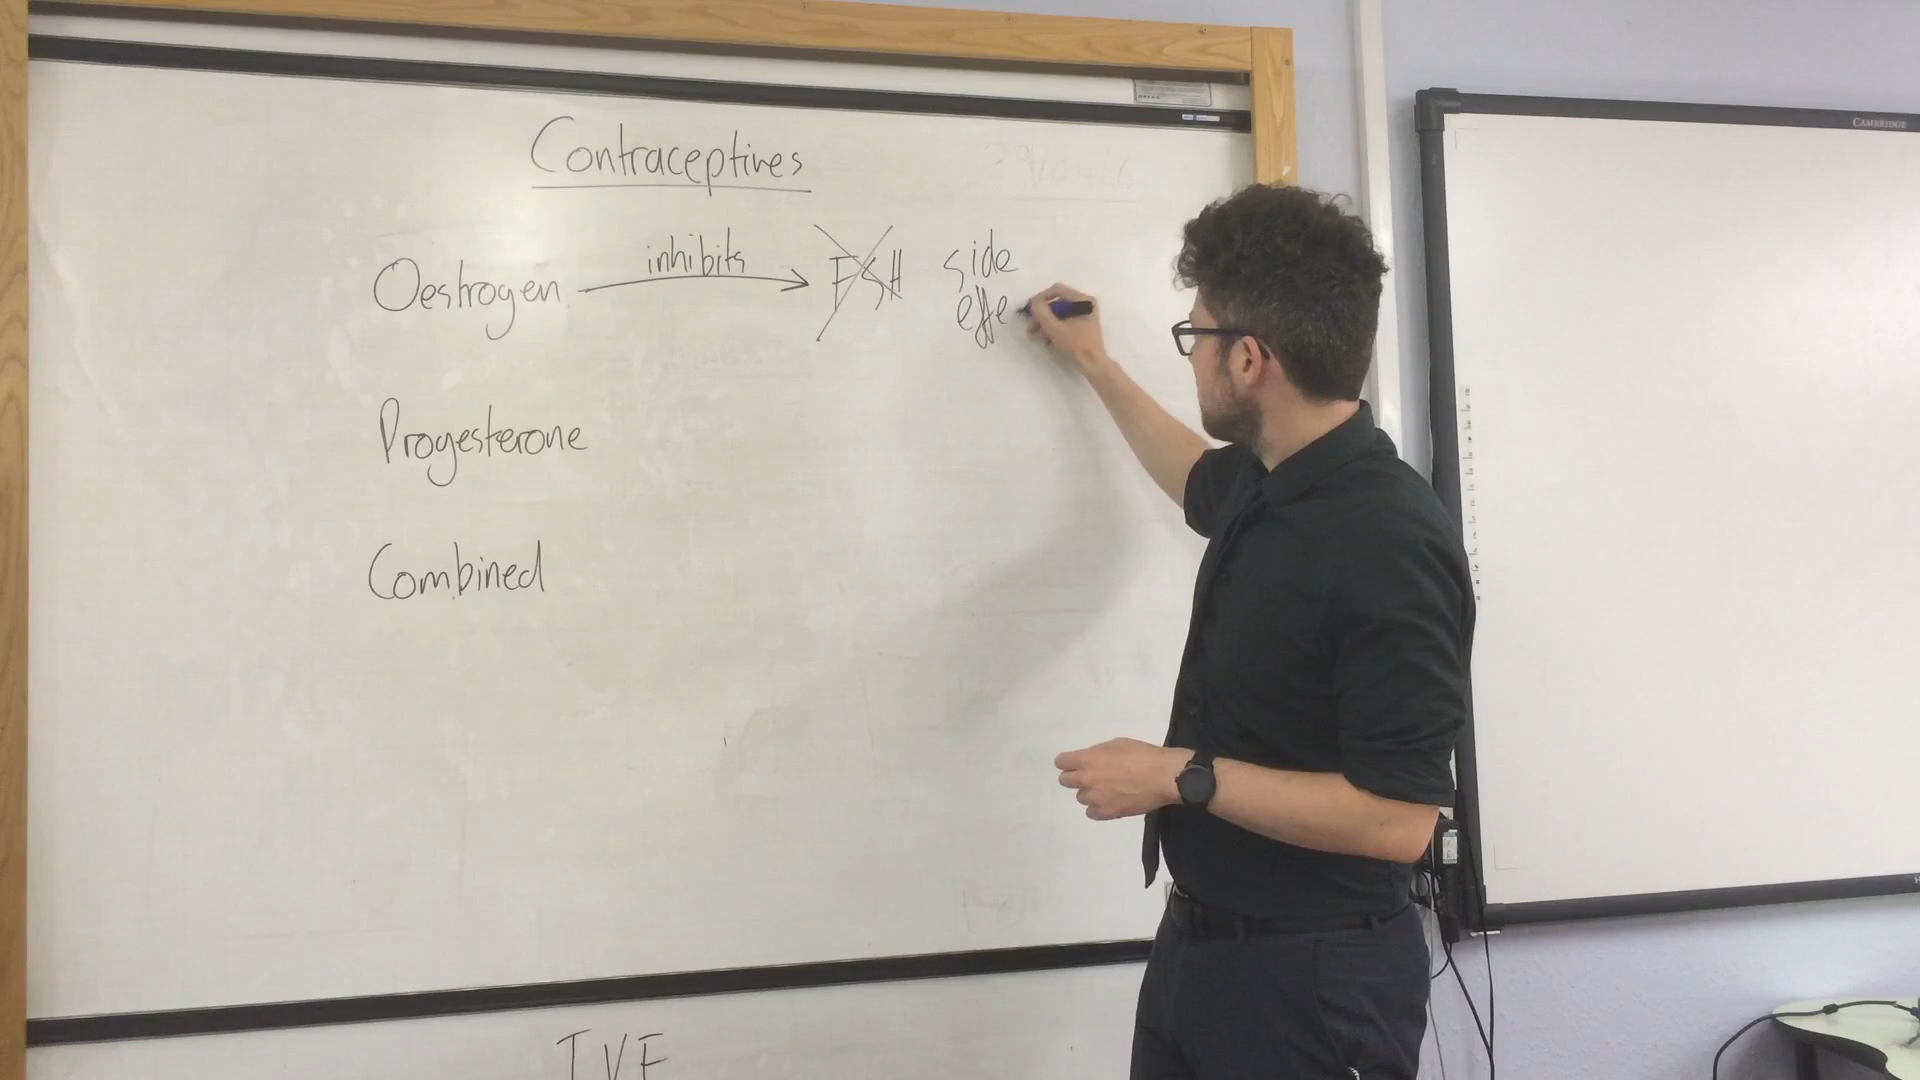 Contraceptives
Oestrogen inhibits FSH side
effe
Progesterone
Combined
IVF
CAMBRIDGE